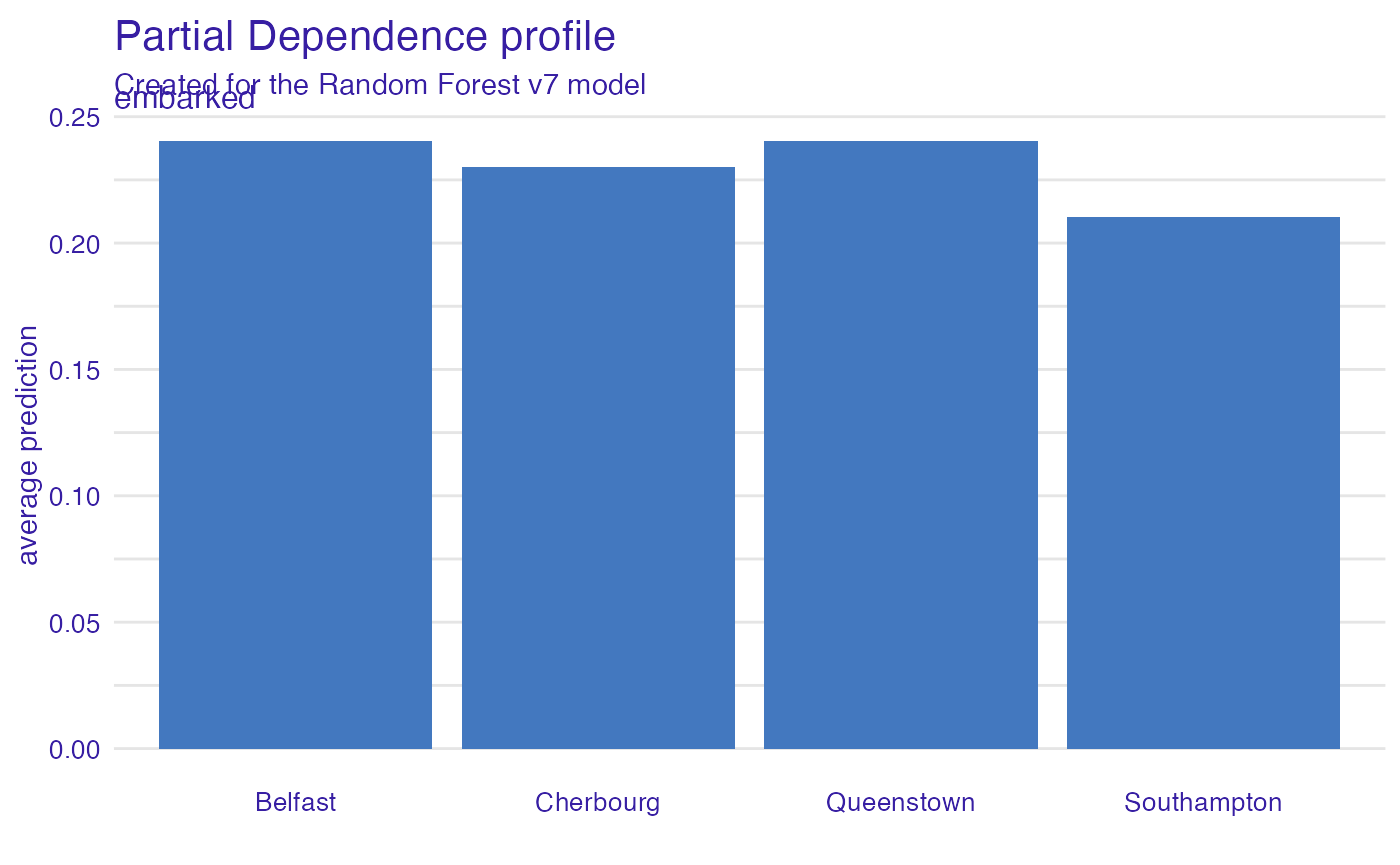 Partial Dependence profile
Created for the Random Forest v7 model
embarked
0.25
0.20
0.15
0.10
0.05
0.00
average prediction
Belfast
Cherbourg
Queenstown
Southampton